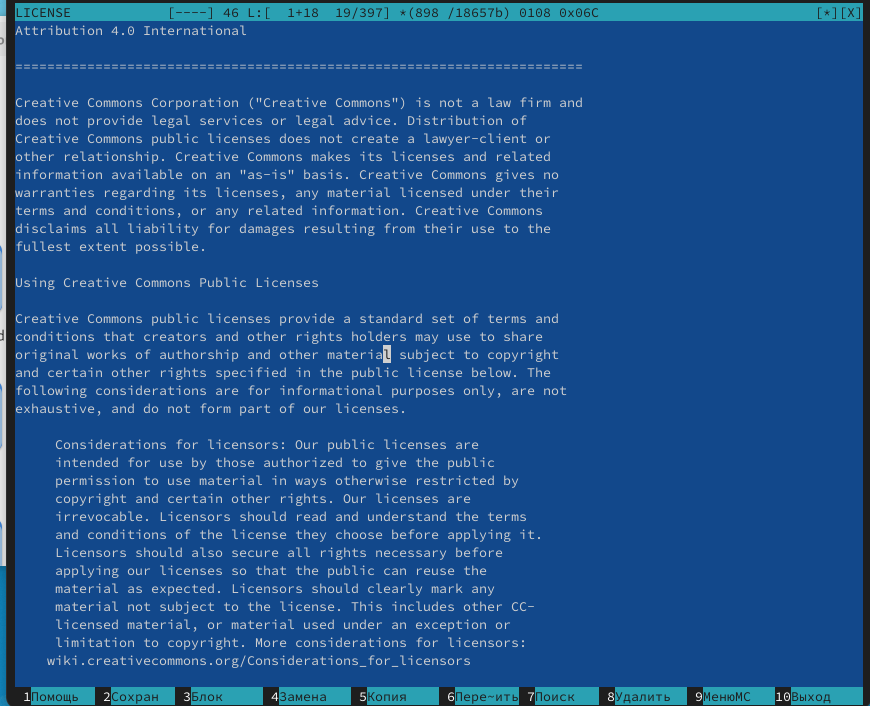 LICENSE [----] 46 L:[ 1+18 19/397] *(898 /18657b) 0108 0x06C [*][X]
Attribution 4.0 International
=======================================================================
Creative Commons Corporation ("Creative Commons") is not a law firm and
does not provide legal services or legal advice. Distribution of
Creative Commons public licenses does not create a lawyer-client or
other relationship. Creative Commons makes its licenses and related
information available on an "as-is" basis. Creative Commons gives no
warranties regarding its licenses, any material licensed under their
terms and conditions, or any related information. Creative Commons
disclaims all liability for damages resulting from their use to the
fullest extent possible.
Using Creative Commons Public Licenses
Creative Commons public licenses provide a standard set of terms and
conditions that creators and other rights holders may use to share
original works of authorship and other material subject to copyright
and certain other rights specified in the public license below. The
following considerations are for informational purposes only, are not
exhaustive, and do not form part of our licenses.
Considerations for licensors: Our public licenses are
intended for use by those authorized to give the public
permission to use material in ways otherwise restricted by
copyright and certain other rights. Our licenses are
irrevocable. Licensors should read and understand the terms
and conditions of the license they choose before applying it.
Licensors should also secure all rights necessary before
applying our licenses so that the public can reuse the
material as expected. Licensors should clearly mark any
material not subject to the license. This includes other CC-
licensed material, or material used under an exception or
limitation to copyright. More considerations for licensors:
wiki.creativecommons.org/Considerations_for_licensors
1Помощь 2Сохран 3Блок 4Замена 5Копия 6Пере~ить 7Поиск 8Удалить 9МенюМС 10Выход